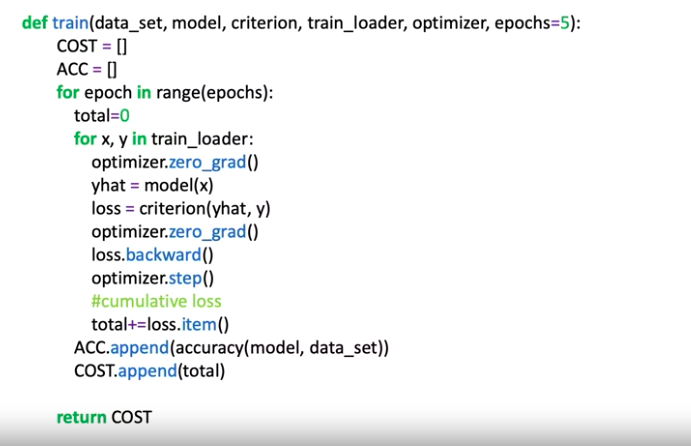 def train(data_set, model, criterion, train_loader, optimizer, epochs=5):
COST = []
ACC = []
for epoch in range(epochs):
total=0
for x, y in train_loader:
optimizer.zero_grad()
yhat = model(x)
loss = criterion(yhat, y)
optimizer.zero_grad()
loss.backward()
optimizer.step()
#cumulative loss
total+=loss.item()
ACC.append(accuracy(model, data_set))
COST.append(total)
return COST